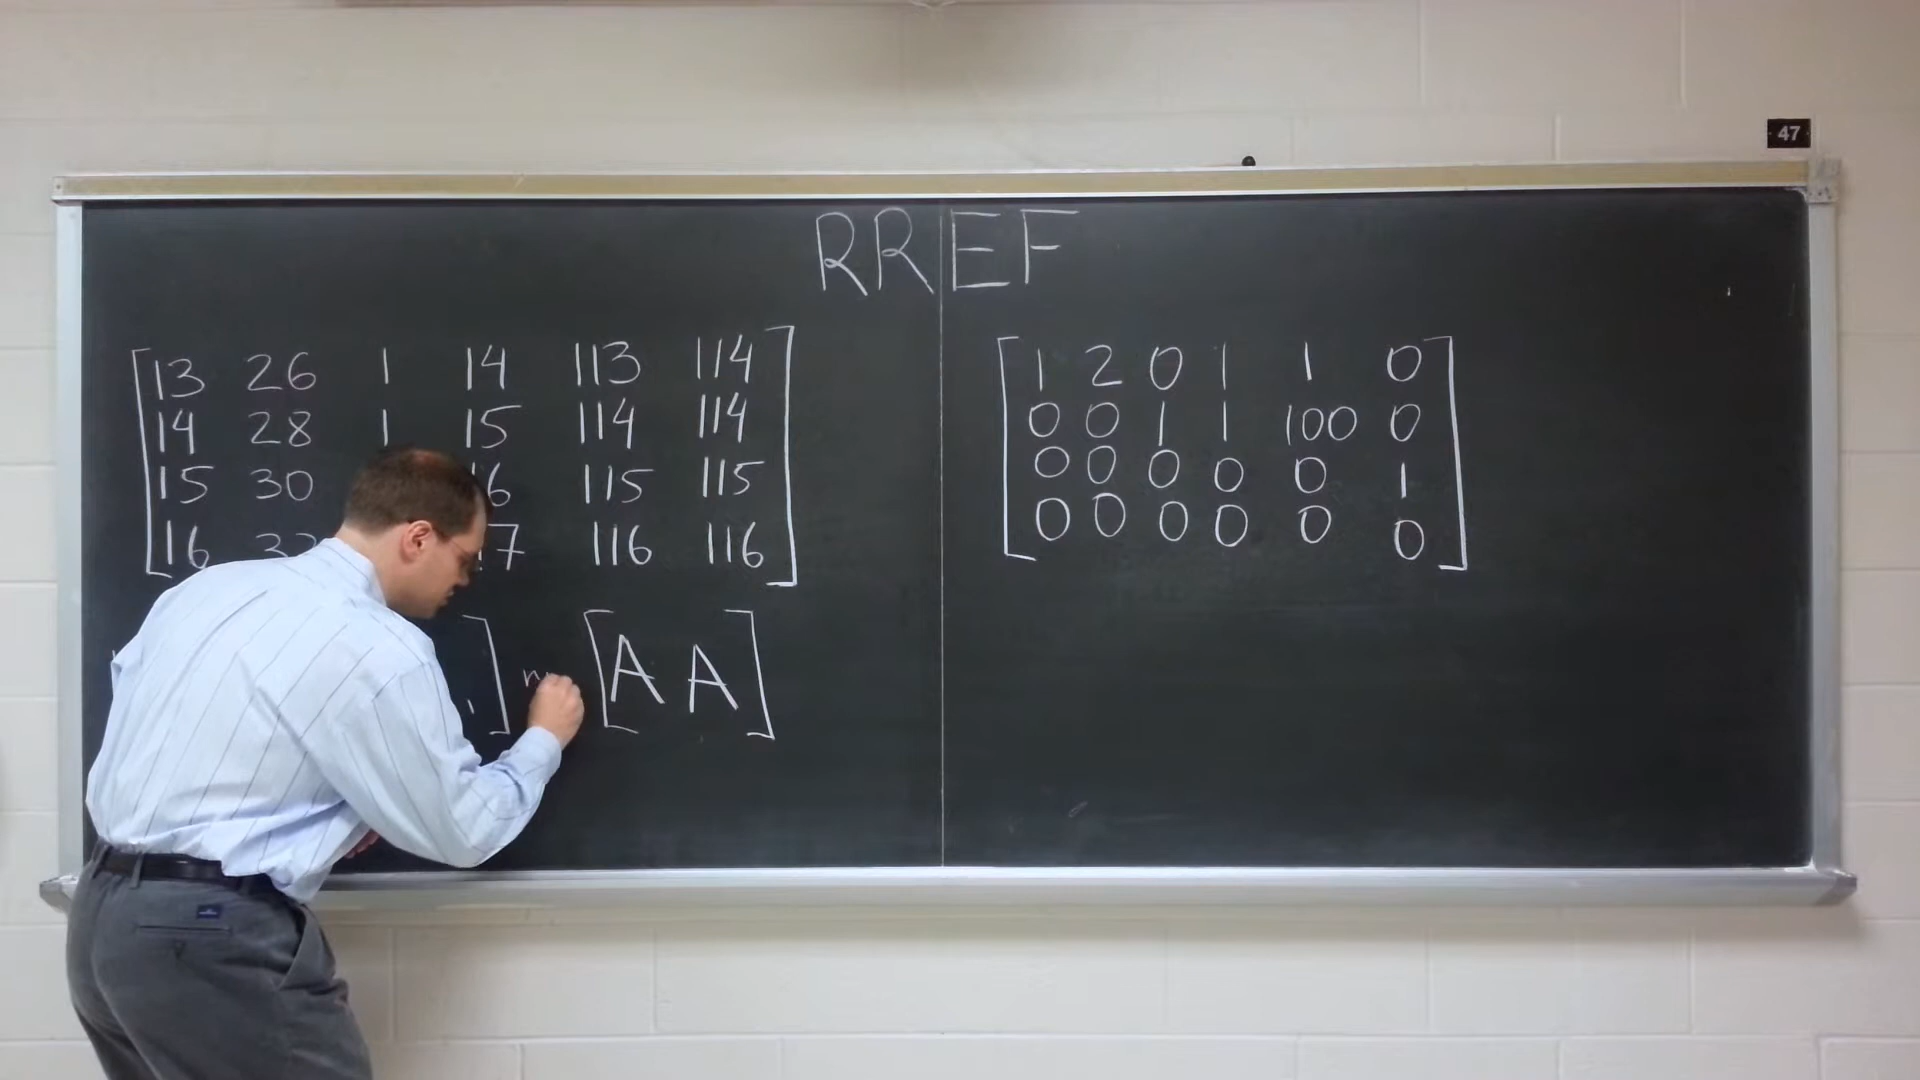 47
RREF
13 26 1 14 113 114
14 28 1 15 114 114
15 30 6 115 115
16 7 116 116
A A
1 2 0 1 1 0
0 0 1 1 100 0
0 0 0 0 0 1
0 0 0 0 0 0